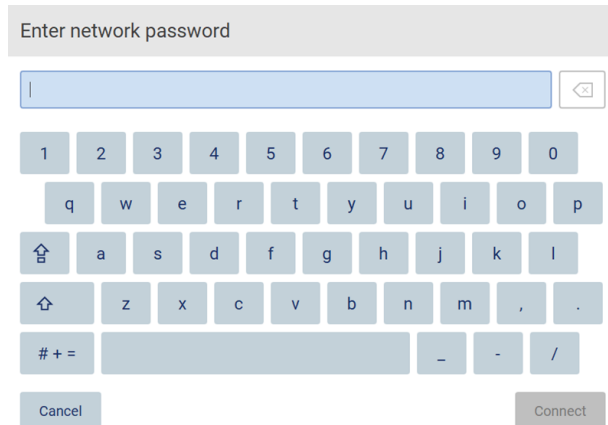 Enter network password
1 2 3 4 5 6 7 8 9 0
q w e r t y u i o p
a s d f g h j k l
z x c v b n m , .
# + = _ - /
Cancel Connect